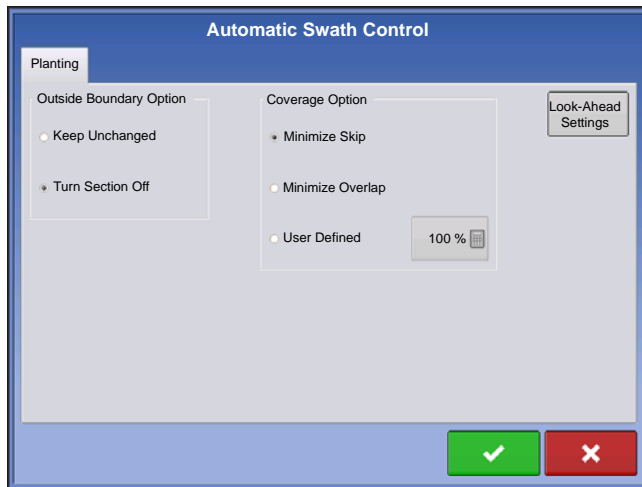 Automatic Swath Control
Planting
Outside Boundary Option
Keep Unchanged
Turn Section Off
Coverage Option
Minimize Skip
Minimize Overlap
User Defined
100 %
Look-Ahead
Settings